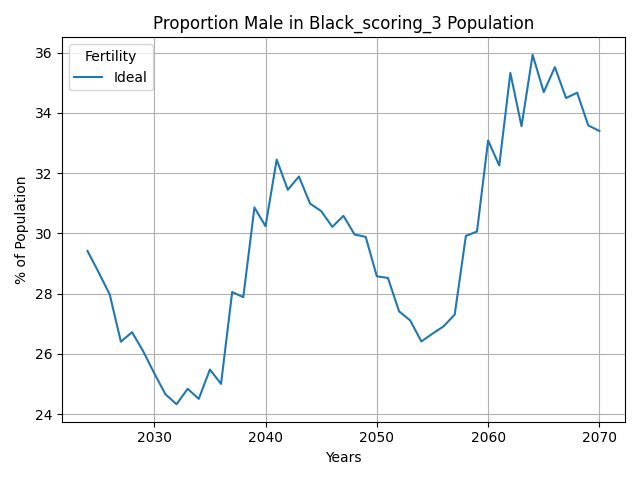 Proportion Male in Black_scoring_3 Population
Fertility
Ideal
% of Population
36
34
32
30
28
26
24
2030 2040 2050 2060 2070
Years